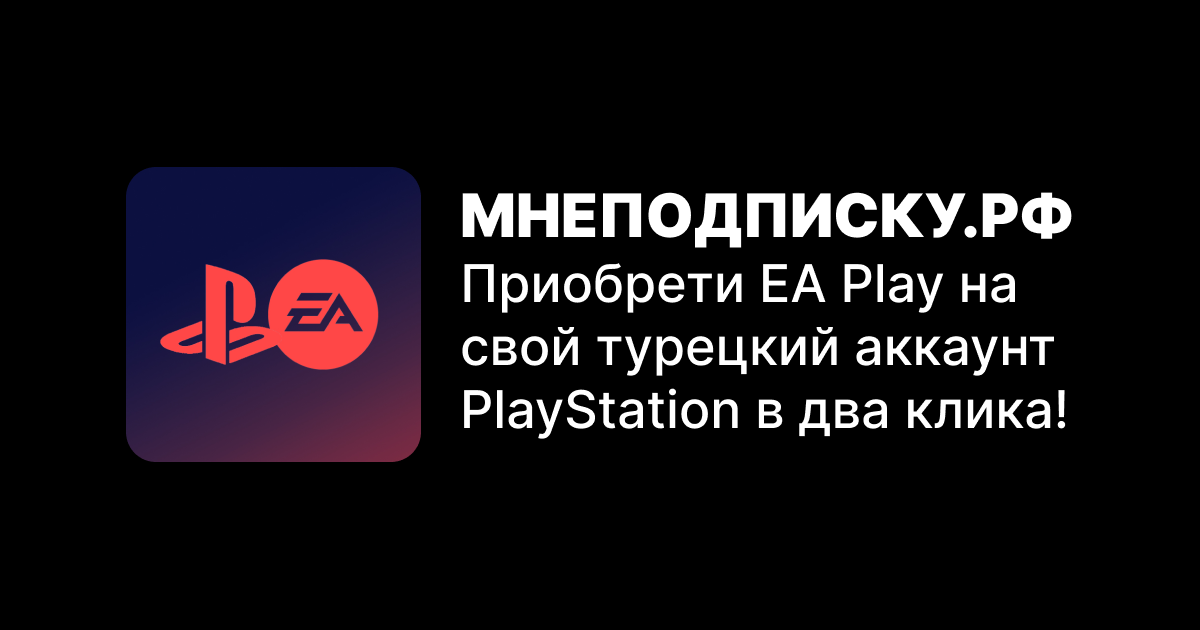 EA
МНЕПОДПИСКУ.РФ
Приобрети EA Play на
свой турецкий аккаунт
PlayStation в два клика!